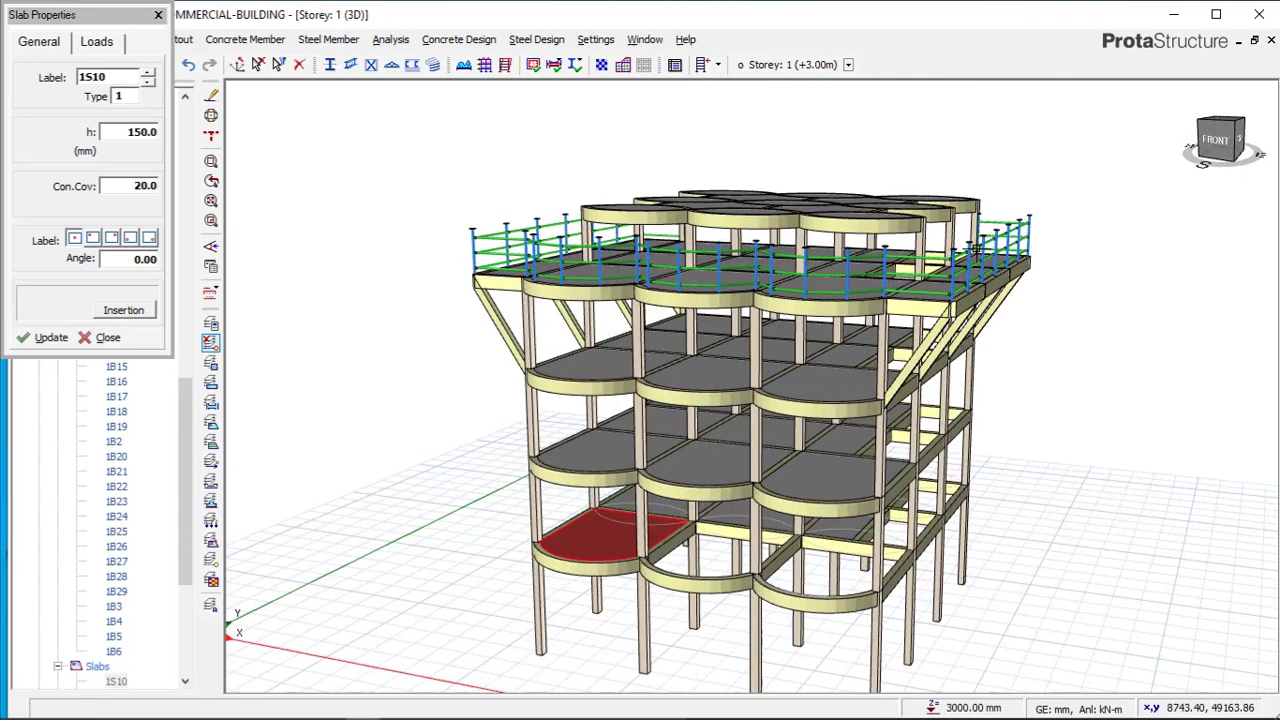 Slab Properties
OMMERCIAL-BUILDING - [Storey: 1 (3D)]
General
Loads
tout
Concrete Member
Steel Member
Analysis
Concrete Design
Steel Design
Settings
Window
Help
ProtaStructure
Label:
1S10
Storey: 1 (+3.00m)
Type
1
h:
150.0
(mm)
FRONT
S
Con.Cov:
20.0
Label:
Angle:
0.00
Insertion
Update
Close
1B15
1B16
1B17
1B18
1B19
1B2
1B20
1B21
1B22
1B23
1B24
1B25
1B26
1B27
1B28
1B29
1B3
1B4
1B5
1B6
Slabs
1S10
Y
X
Z=
3000.00 mm
GE: mm, Anl: kN-m
x,y
8743.40, 49163.86